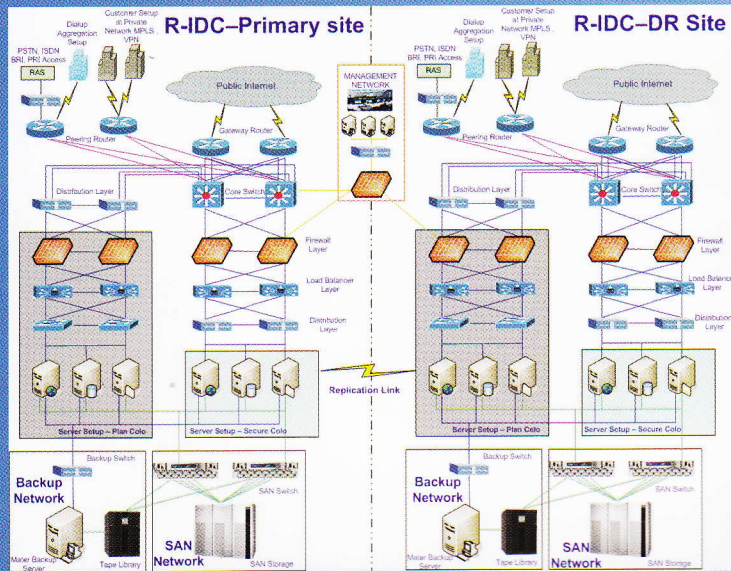 R-IDC–Primary site
Customer Setup
at Private
Network MPLS ,
VPN
Dialup
Aggregation
Setup
PSTN, ISDN
BRI, PRI Access
RAS
Public Internet
Gateway Router
Peering Router
Distribution Layer
Core Switch
Firewall
Layer
Load Balancer
Layer
Distribution
Layer
Server Setup – Plan Colo
Server Setup – Secure Colo
Backup Switch
Backup
Network
Mater Backup
Server
Tape Library
SAN Switch
SAN
Network
SAN Storage
MANAGEMENT
NETWORK
Replication Link
R-IDC–DR Site
Customer Setup
at Private
Network MPLS ,
VPN
Dialup
Aggregation
Setup
PSTN, ISDN
BRI, PRI Access
RAS
Public Internet
Gateway Router
Peering Router
Distribution Layer
Core Switch
Firewall
Layer
Load Balancer
Layer
Distribution
Layer
Server Setup – Plan Colo
Server Setup – Secure Colo
Backup Switch
Backup
Network
Mater Backup
Server
Tape Library
SAN Switch
SAN
Network
SAN Storage